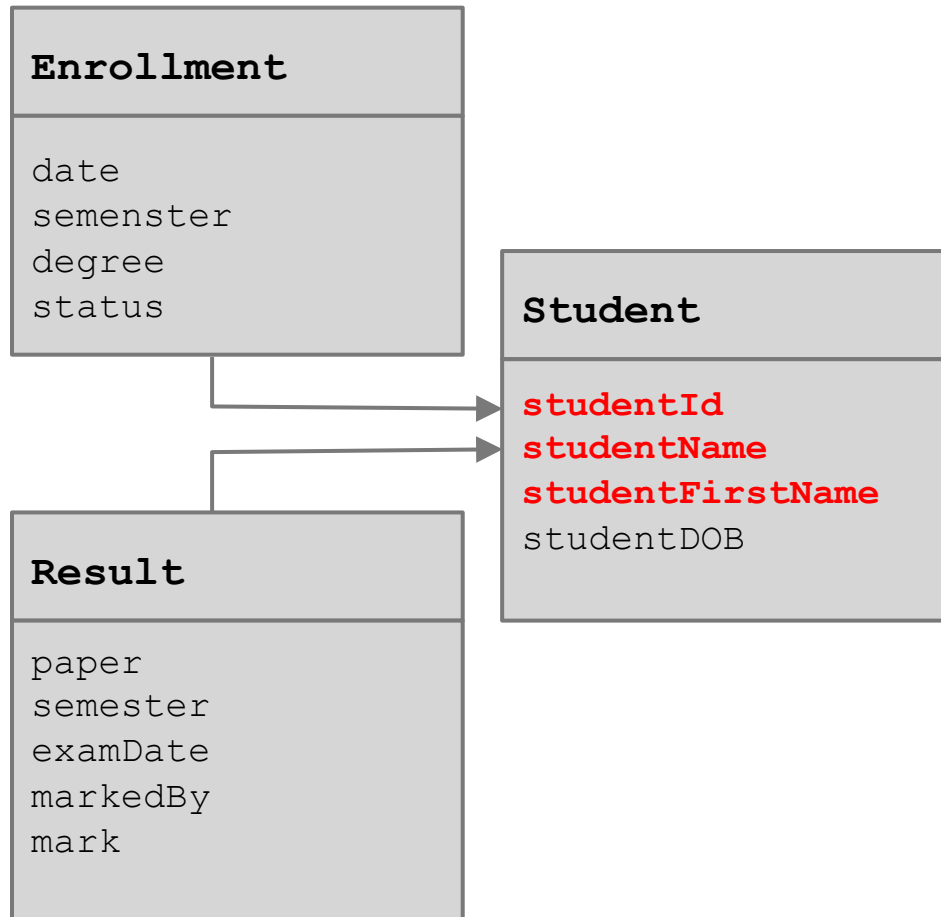 Enrollment
date
semenster
degree
status
Student
studentId
studentName
studentFirstName
studentDOB
Result
paper
semester
examDate
markedBy
mark